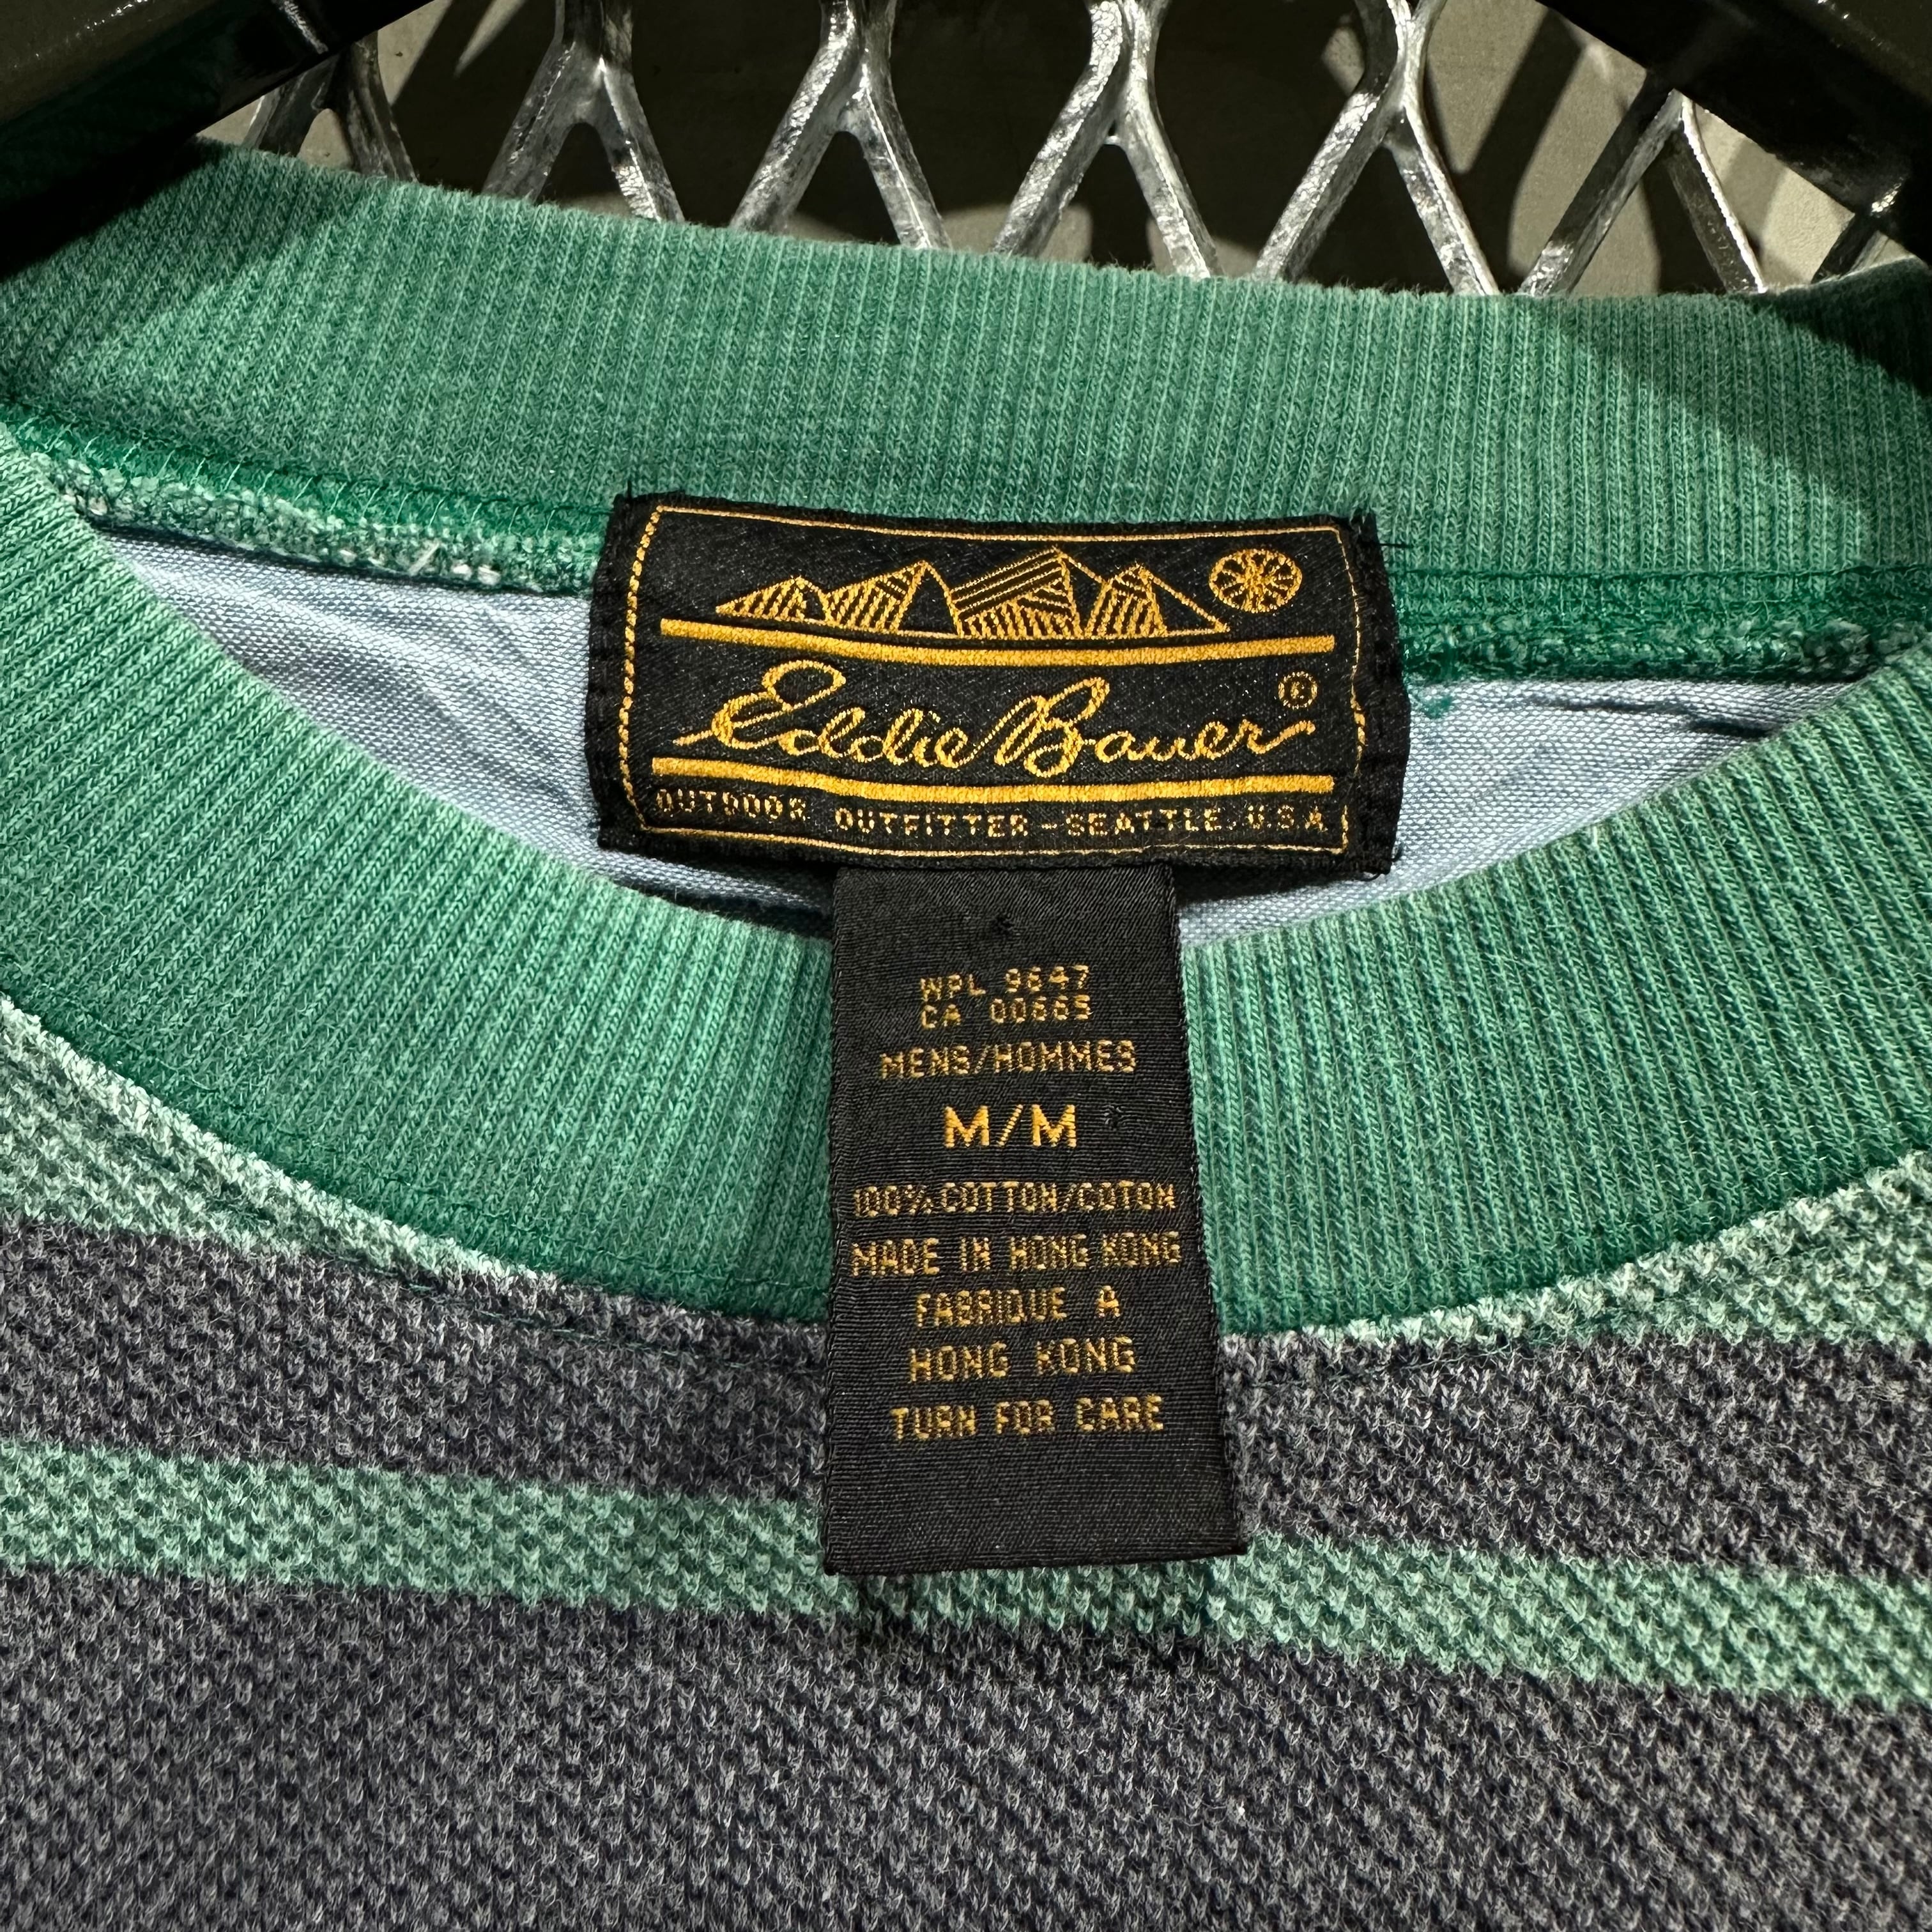 Eddie Bauer ©
OUTDOOR OUTFITTER - SEATTLE, U.S.A.
WPL 9647
CA 00665
MENS/HOMMES
M/M
100% COTTON/COTON
MADE IN HONG KONG
FABRIQUE A
HONG KONG
TURN FOR CARE